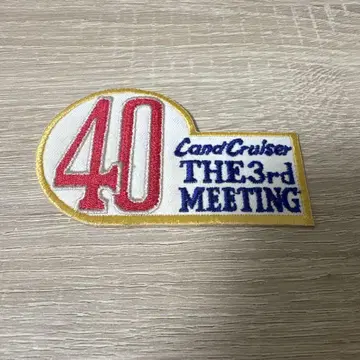 40
Land Cruiser
THE 3rd
MEETING